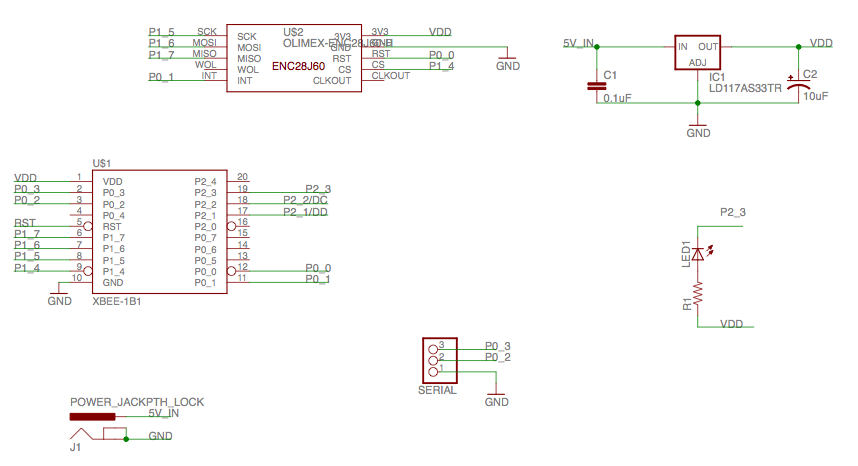 P1_5 SCK SCK U$2 3V3 3V3 VDD
P1_6 MOSI MOSI OLIMEX-ENC28J60-H GND
P1_7 MISO MISO RST RST P0_0
WOL WOL ENC28J60 CS CS P1_4
P0_1 INT INT CLKOUT CLKOUT
GND
5V_IN IN OUT VDD
ADJ
C1 IC1 C2
0.1uF LD117AS33TR 10uF
GND
U$1
VDD 1 VDD P2_4 20
P0_3 2 P0_3 P2_3 19 P2_3
P0_2 3 P0_2 P2_2 18 P2_2/DC
4 P0_4 P2_1 17 P2_1/DD
RST 5 RST P2_0 16
P1_7 6 P1_7 P0_7 15
P1_6 7 P1_6 P0_6 14
P1_5 8 P1_5 P0_5 13
P1_4 9 P1_4 P0_0 12 P0_0
10 GND P0_1 11 P0_1
GND XBEE-1B1
P2_3
LED1
R1
VDD
3 P0_3
2 P0_2
1
SERIAL
GND
POWER_JACKPTH_LOCK
5V_IN
GND
J1